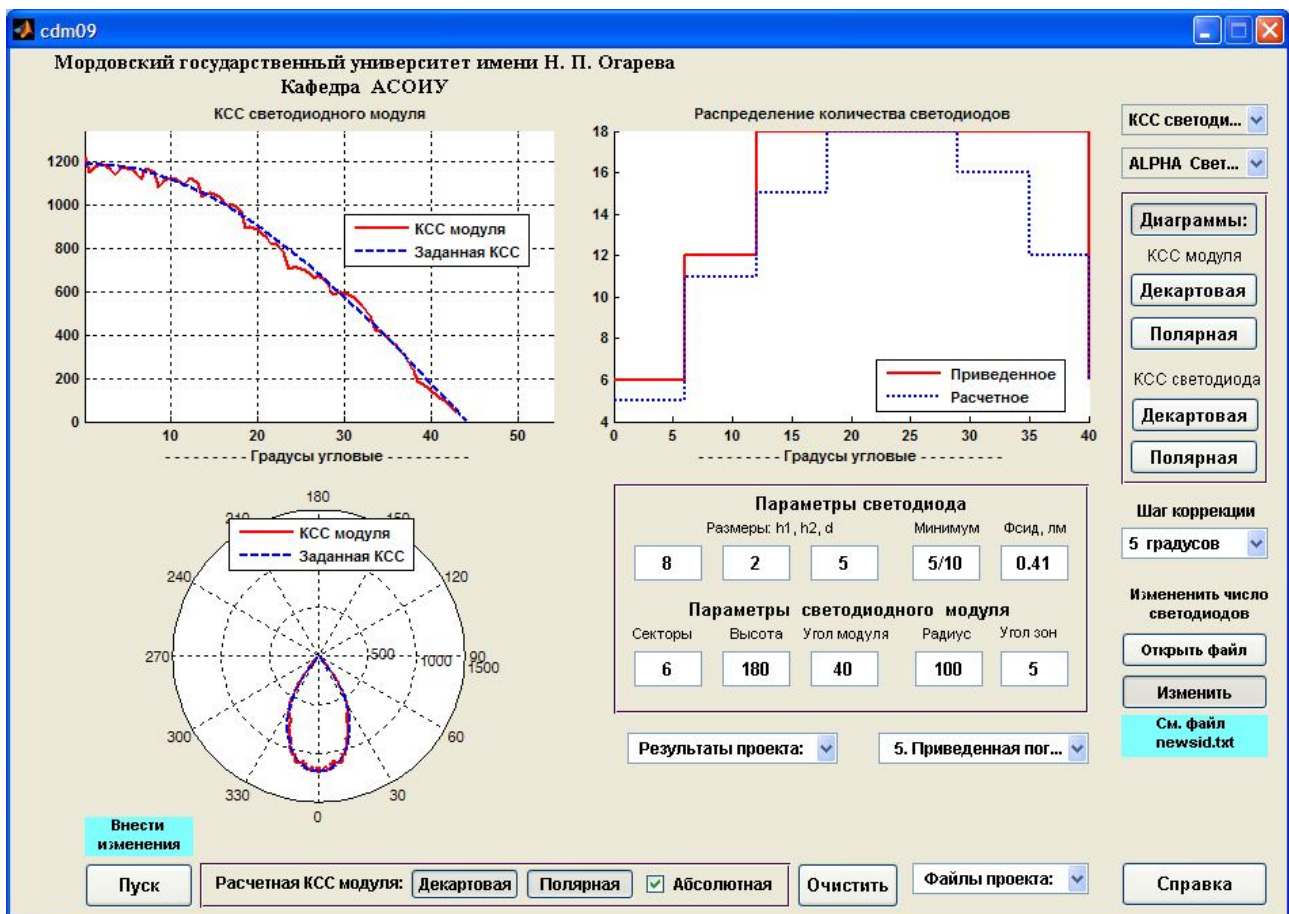 cdm09
Мордовский государственный университет имени Н. П. Огарева
Кафедра АСОИУ
КСС светодиодного модуля
1200
1000
800
600
400
200
0
10
20
30
40
50
КСС модуля
Заданная КСС
- - - - - - - - - Градусы угловые - - - - - - - - -
Распределение количества светодиодов
18
16
14
12
10
8
6
4
0
5
10
15
20
25
30
35
40
Приведенное
Расчетное
- - - - - - - - - Градусы угловые - - - - - - - - -
КСС светоди...
ALPHA Свет...
Диаграммы:
КСС модуля
Декартовая
Полярная
КСС светодиода
Декартовая
Полярная
Шаг коррекции
5 градусов
Измененить число
светодиодов
Открыть файл
Изменить
См. файл
newsid.txt
180
210
150
КСС модуля
Заданная КСС
240
120
270
500
1000
90
1500
300
60
330
30
0
Параметры светодиода
Размеры: h1, h2, d
Минимум
Фсид, лм
8
2
5
5/10
0.41
Параметры светодиодного модуля
Секторы
Высота
Угол модуля
Радиус
Угол зон
6
180
40
100
5
Результаты проекта:
5. Приведенная пог...
Внести
изменения
Пуск
Расчетная КСС модуля:
Декартовая
Полярная
Абсолютная
Очистить
Файлы проекта:
Справка